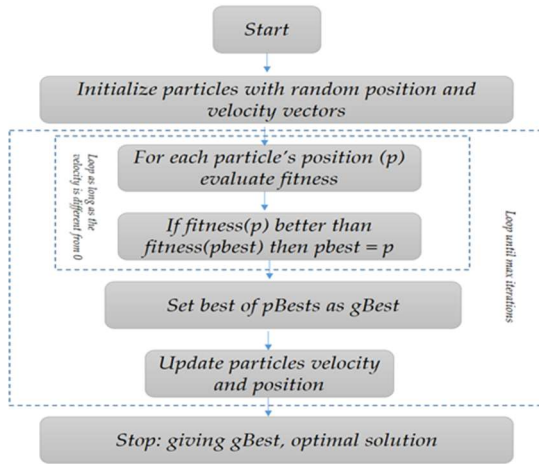 Start
Initialize particles with random position and
velocity vectors
For each particle's position (p)
evaluate fitness
Loop as long as the
velocity is different from 0
If fitness(p) better than
fitness(pbest) then pbest = p
Loop until max iterations
Set best of pBests as gBest
Update particles velocity
and position
Stop: giving gBest, optimal solution